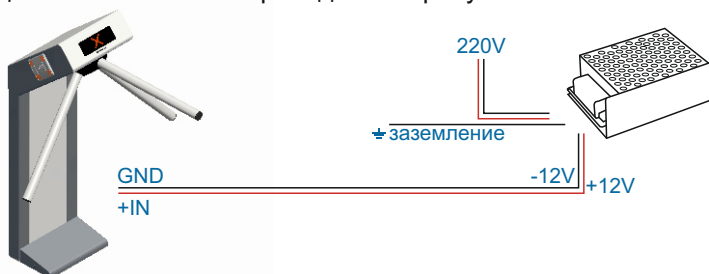 220V
заземление
GND
-12V
+12V
+IN